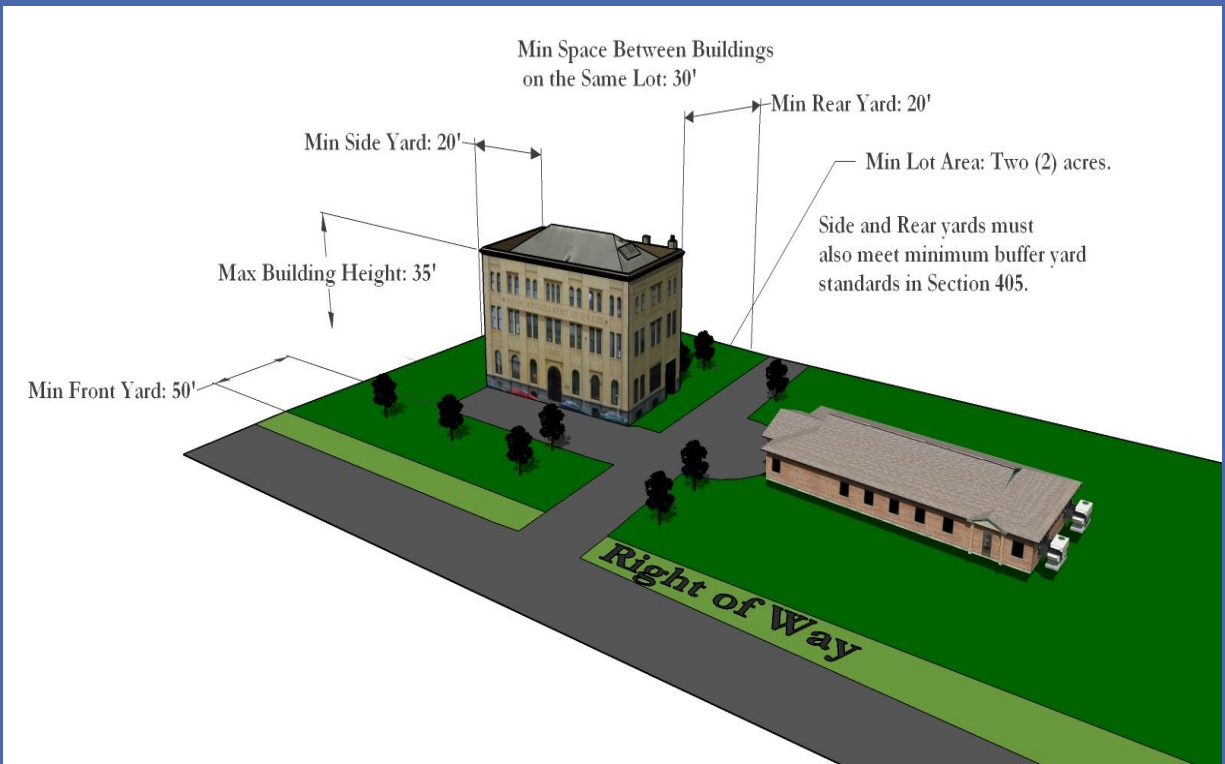 Min Space Between Buildings
on the Same Lot: 30'
Min Rear Yard: 20'
Min Side Yard: 20'
Min Lot Area: Two (2) acres.
Side and Rear yards must
also meet minimum buffer yard
standards in Section 405.
Max Building Height: 35'
Min Front Yard: 50'
Right of Way